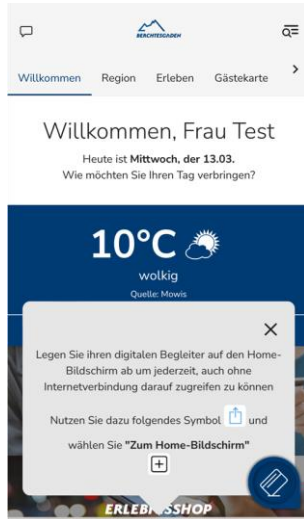 BERCHTESGADEN
Willkommen Region Erleben Gästekarte
Willkommen, Frau Test
Heute ist Mittwoch, der 13.03.
Wie möchten Sie Ihren Tag verbringen?
10°C
wolkig
Quelle: Mowis
Legen Sie ihren digitalen Begleiter auf den Home-
Bildschirm ab um jederzeit, auch ohne
Internetverbindung darauf zugreifen zu können
Nutzen Sie dazu folgendes Symbol und
wählen Sie "Zum Home-Bildschirm"